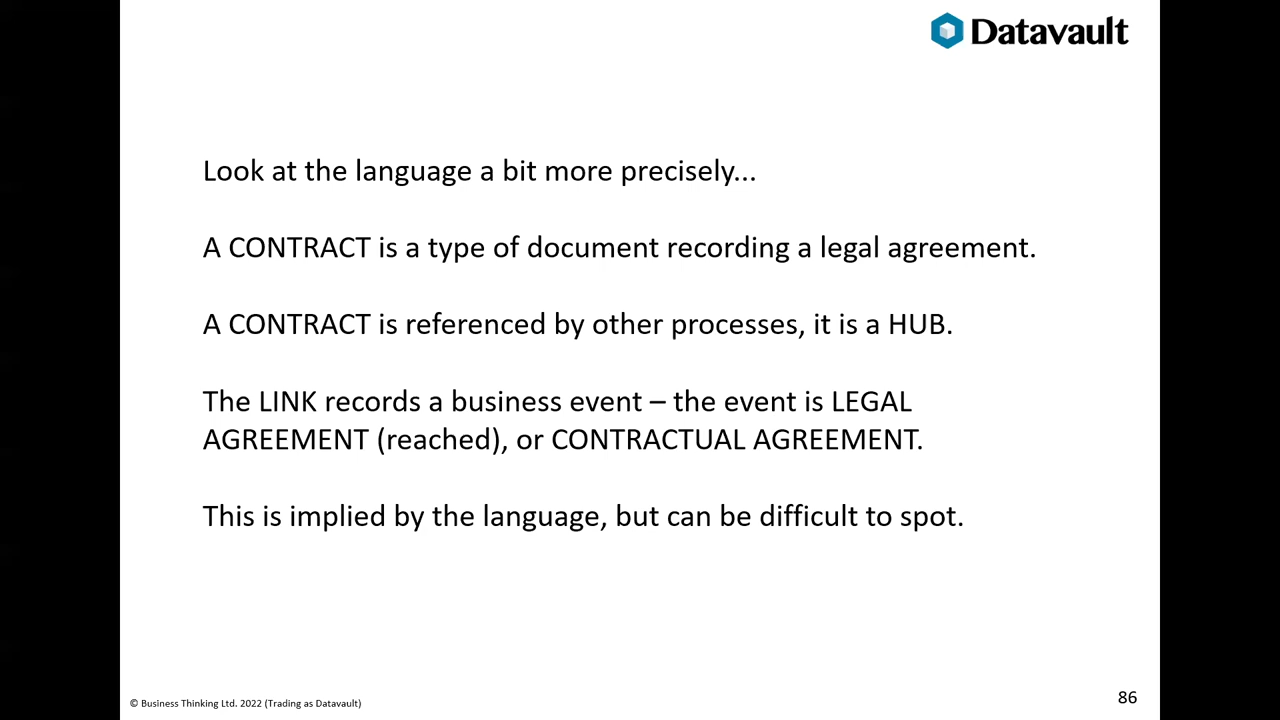 Datavault
Look at the language a bit more precisely...
A CONTRACT is a type of document recording a legal agreement.
A CONTRACT is referenced by other processes, it is a HUB.
The LINK records a business event – the event is LEGAL
AGREEMENT (reached), or CONTRACTUAL AGREEMENT.
This is implied by the language, but can be difficult to spot.
© Business Thinking Ltd. 2022 (Trading as Datavault)
86